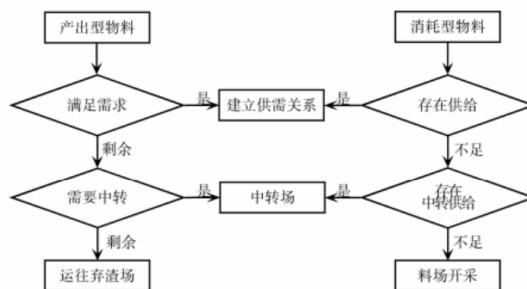 产出型物料
消耗型物料
满足需求
是
建立供需关系
是
存在供给
剩余
不足
需要中转
是
中转场
是
存在
中转供给
剩余
不足
运往弃渣场
料场开采